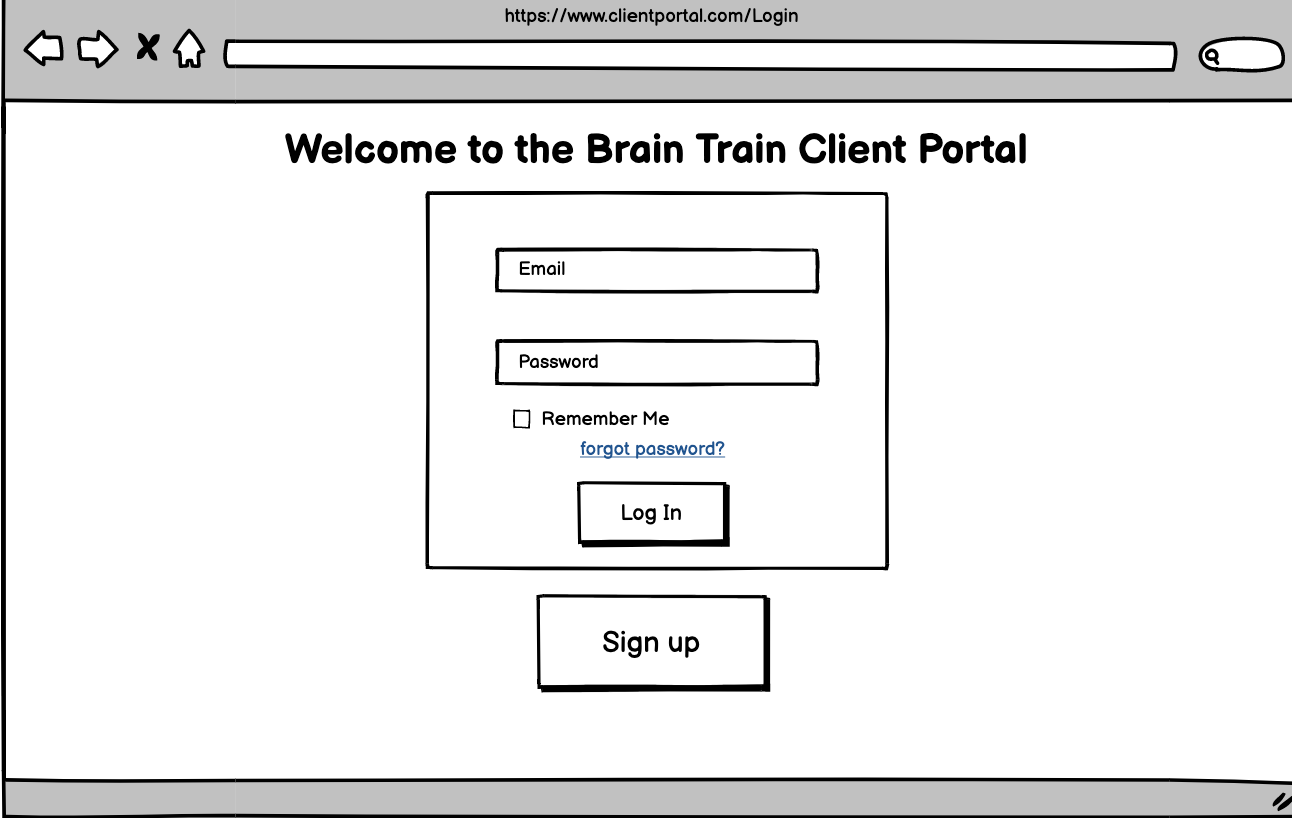 https://www.clientportal.com/Login
Welcome to the Brain Train Client Portal
Email
Password
Remember Me
forgot password?
Log In
Sign up